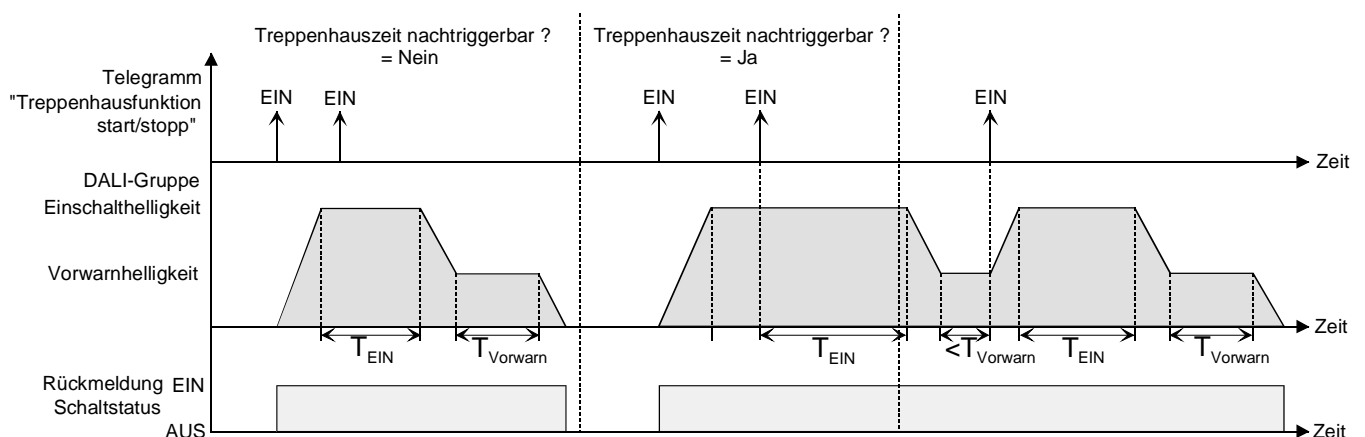 Treppenhauszeit nachtriggerbar ?
= Nein
Treppenhauszeit nachtriggerbar ?
= Ja
Telegramm
"Treppenhausfunktion
start/stopp"
EIN
EIN
EIN
EIN
EIN
Zeit
DALI-Gruppe
Einschalthelligkeit
Vorwarnhelligkeit
Zeit
TEIN
TVorwarn
TEIN
<TVorwarn
TEIN
TVorwarn
Rückmeldung EIN
Schaltstatus
AUS
Zeit